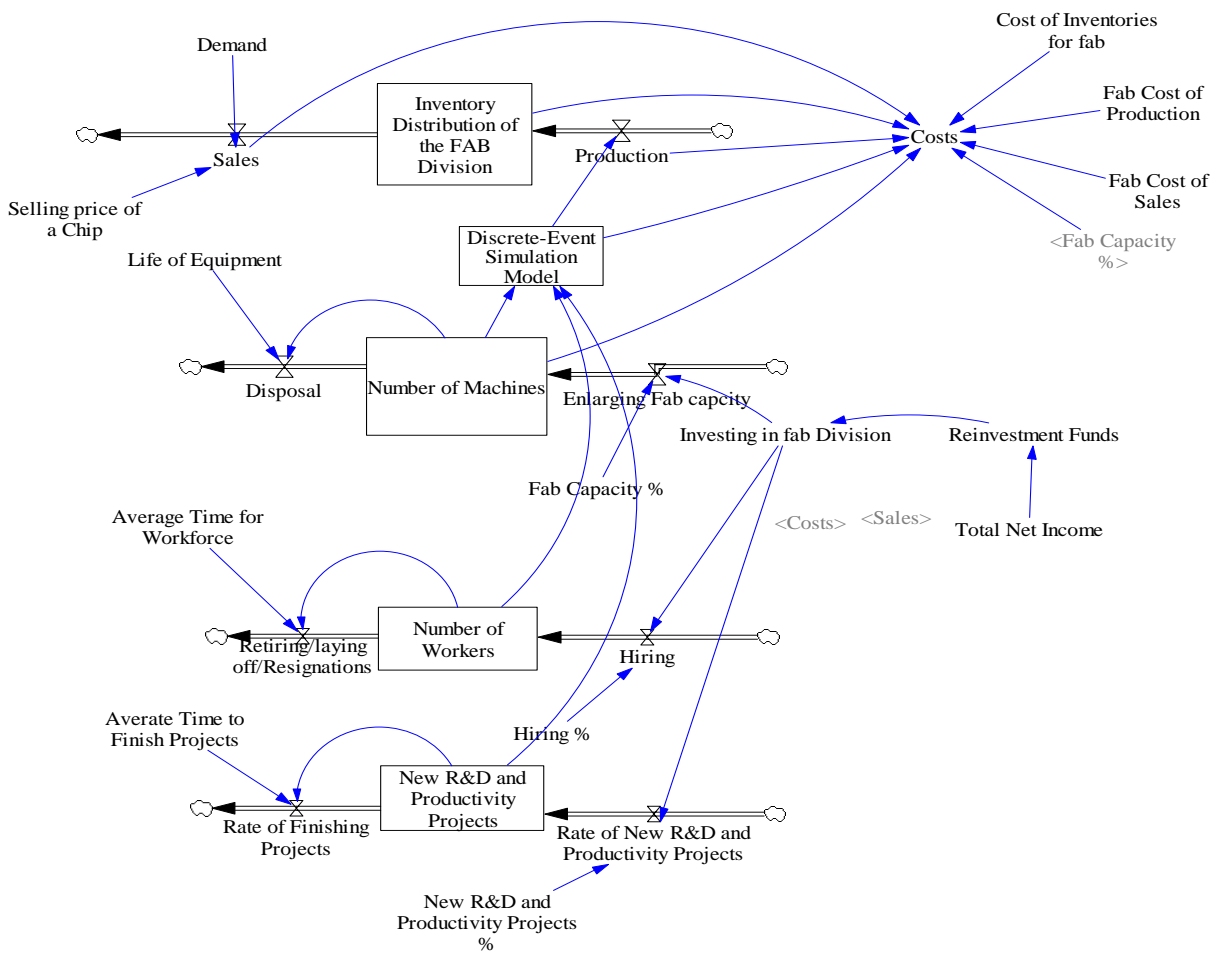 Demand
Cost of Inventories
for fab
Inventory
Distribution of
the FAB
Division
Fab Cost of
Production
Sales
Production
Costs
Selling price of
a Chip
Fab Cost of
Sales
Discrete-Event
Simulation
Model
<Fab Capacity
%>
Life of Equipment
Disposal
Number of Machines
Enlarging Fab capcity
Investing in fab Division
Reinvestment Funds
Fab Capacity %
Average Time for
Workforce
<Costs>
<Sales>
Total Net Income
Retiring/laying
off/Resignations
Number of
Workers
Hiring
Averate Time to
Finish Projects
Hiring %
New R&D and
Productivity
Projects
Rate of Finishing
Projects
Rate of New R&D and
Productivity Projects
New R&D and
Productivity Projects
%